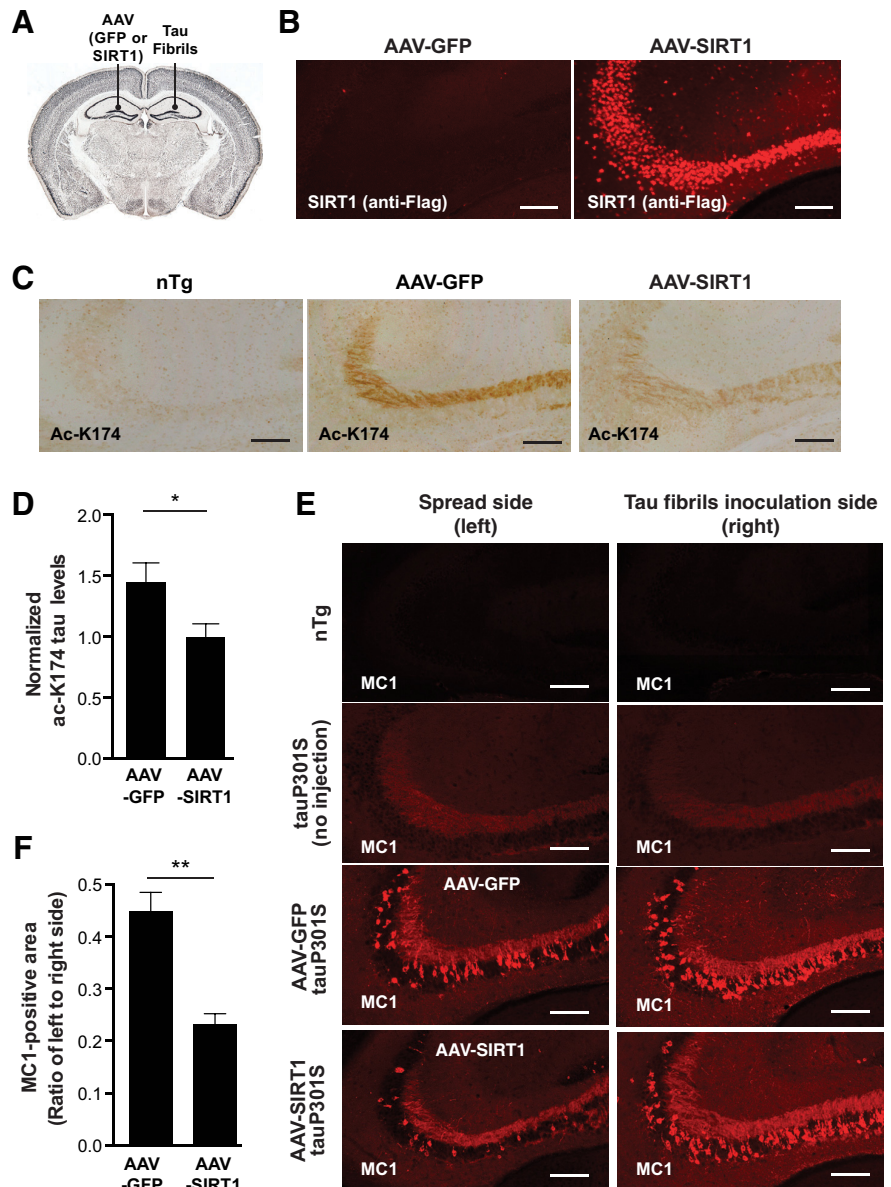 A
AAV
(GFP or
SIRT1)
Tau
Fibrils
B
AAV-GFP
AAV-SIRT1
SIRT1 (anti-Flag)
SIRT1 (anti-Flag)
C
nTg
AAV-GFP
AAV-SIRT1
Ac-K174
Ac-K174
Ac-K174
D
Normalized
ac-K174 tau levels
2.0
1.5
1.0
0.5
0.0
*
AAV
-GFP
AAV
-SIRT1
E
Spread side
(left)
Tau fibrils inoculation side
(right)
nTg
MC1
MC1
tauP301S
(no injection)
MC1
MC1
AAV-GFP
tauP301S
AAV-GFP
MC1
MC1
AAV-SIRT1
tauP301S
AAV-SIRT1
MC1
MC1
F
MC1-positive area
(Ratio of left to right side)
0.5
0.4
0.3
0.2
0.1
0.0
**
AAV
-GFP
AAV
-SIRT1